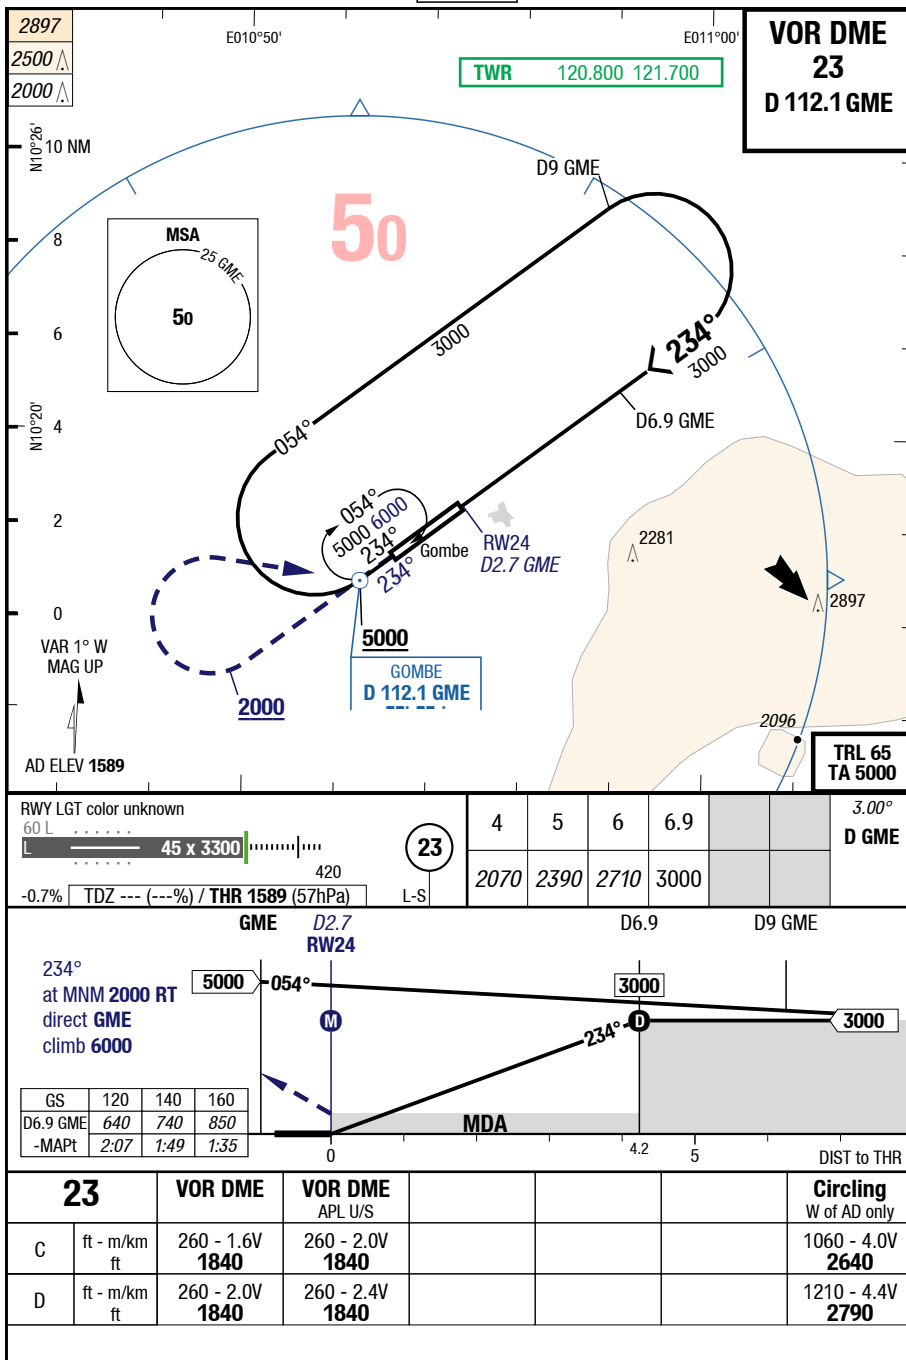 2897
2500
2000
E010°50'
E011°00'
TWR 120.800 121.700
VOR DME
23
D 112.1 GME
N10°26'
10 NM
8
6
4
2
0
N10°20'
MSA
25 GME
50
50
D9 GME
3000
234°
3000
D6.9 GME
054°
054°
5000 6000
234°
234°
Gombe
RW24
D2.7 GME
2281
2897
2096
5000
GOMBE
D 112.1 GME
2000
VAR 1° W
MAG UP
AD ELEV 1589
TRL 65
TA 5000
RWY LGT color unknown
60 L
L
45 x 3300
420
-0.7% TDZ --- (---%) / THR 1589 (57hPa)
23
L-S
4 5 6 6.9
2070 2390 2710 3000
3.00°
D GME
GME D2.7 D6.9 D9 GME
RW24
234°
at MNM 2000 RT
direct GME
climb 6000
5000 054°
3000
M
D
234°
3000
MDA
GS 120 140 160
D6.9 GME 640 740 850
-MAPt 2:07 1:49 1:35
0 4.2 5 DIST to THR
23 VOR DME VOR DME Circling
APL U/S W of AD only
C ft - m/km 260 - 1.6V 260 - 2.0V 1060 - 4.0V
ft 1840 1840 2640
D ft - m/km 260 - 2.0V 260 - 2.4V 1210 - 4.4V
ft 1840 1840 2790